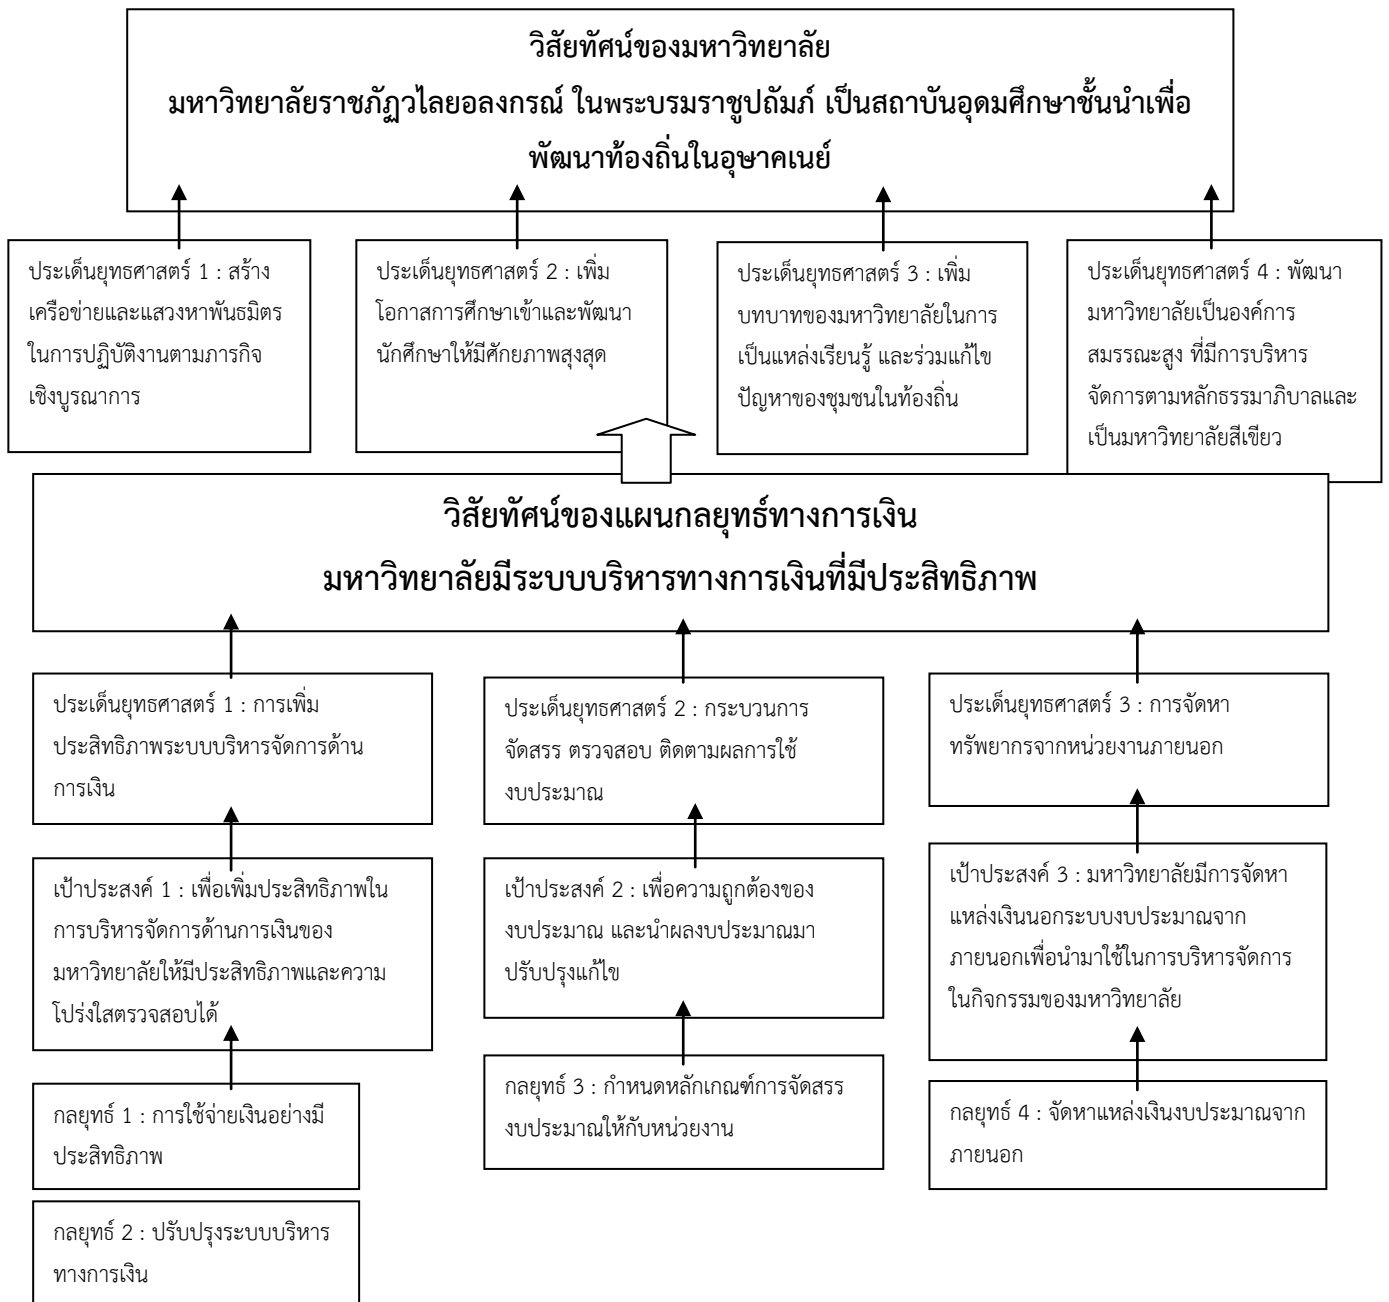 วิสัยทัศน์ของมหาวิทยาลัย
มหาวิทยาลัยราชภัฏวไลยอลงกรณ์ ในพระบรมราชูปถัมภ์ เป็นสถาบันอุดมศึกษาชั้นนำเพื่อ
พัฒนาท้องถิ่นในอุษาคเนย์
ประเด็นยุทธศาสตร์ 1 : สร้าง
เครือข่ายและแสวงหาพันธมิตร
ในการปฏิบัติงานตามภารกิจ
เชิงบูรณาการ
ประเด็นยุทธศาสตร์ 2 : เพิ่ม
โอกาสการศึกษาเข้าและพัฒนา
นักศึกษาให้มีศักยภาพสูงสุด
ประเด็นยุทธศาสตร์ 3 : เพิ่ม
บทบาทของมหาวิทยาลัยในการ
เป็นแหล่งเรียนรู้ และร่วมแก้ไข
ปัญหาของชุมชนในท้องถิ่น
ประเด็นยุทธศาสตร์ 4 : พัฒนา
มหาวิทยาลัยเป็นองค์การ
สมรรณะสูง ที่มีการบริหาร
จัดการตามหลักธรรมาภิบาลและ
เป็นมหาวิทยาลัยสีเขียว
วิสัยทัศน์ของแผนกลยุทธ์ทางการเงิน
มหาวิทยาลัยมีระบบบริหารทางการเงินที่มีประสิทธิภาพ
ประเด็นยุทธศาสตร์ 1 : การเพิ่ม
ประสิทธิภาพระบบบริหารจัดการด้าน
การเงิน
ประเด็นยุทธศาสตร์ 2 : กระบวนการ
จัดสรร ตรวจสอบ ติดตามผลการใช้
งบประมาณ
ประเด็นยุทธศาสตร์ 3 : การจัดหา
ทรัพยากรจากหน่วยงานภายนอก
เป้าประสงค์ 1 : เพื่อเพิ่มประสิทธิภาพใน
การบริหารจัดการด้านการเงินของ
มหาวิทยาลัยให้มีประสิทธิภาพและความ
โปร่งใสตรวจสอบได้
เป้าประสงค์ 2 : เพื่อความถูกต้องของ
งบประมาณ และนำผลงบประมาณมา
ปรับปรุงแก้ไข
เป้าประสงค์ 3 : มหาวิทยาลัยมีการจัดหา
แหล่งเงินนอกระบบงบประมาณจาก
ภายนอกเพื่อนำมาใช้ในการบริหารจัดการ
ในกิจกรรมของมหาวิทยาลัย
กลยุทธ์ 1 : การใช้จ่ายเงินอย่างมี
ประสิทธิภาพ
กลยุทธ์ 3 : กำหนดหลักเกณฑ์การจัดสรร
งบประมาณให้กับหน่วยงาน
กลยุทธ์ 4 : จัดหาแหล่งเงินงบประมาณจาก
ภายนอก
กลยุทธ์ 2 : ปรับปรุงระบบบริหาร
ทางการเงิน